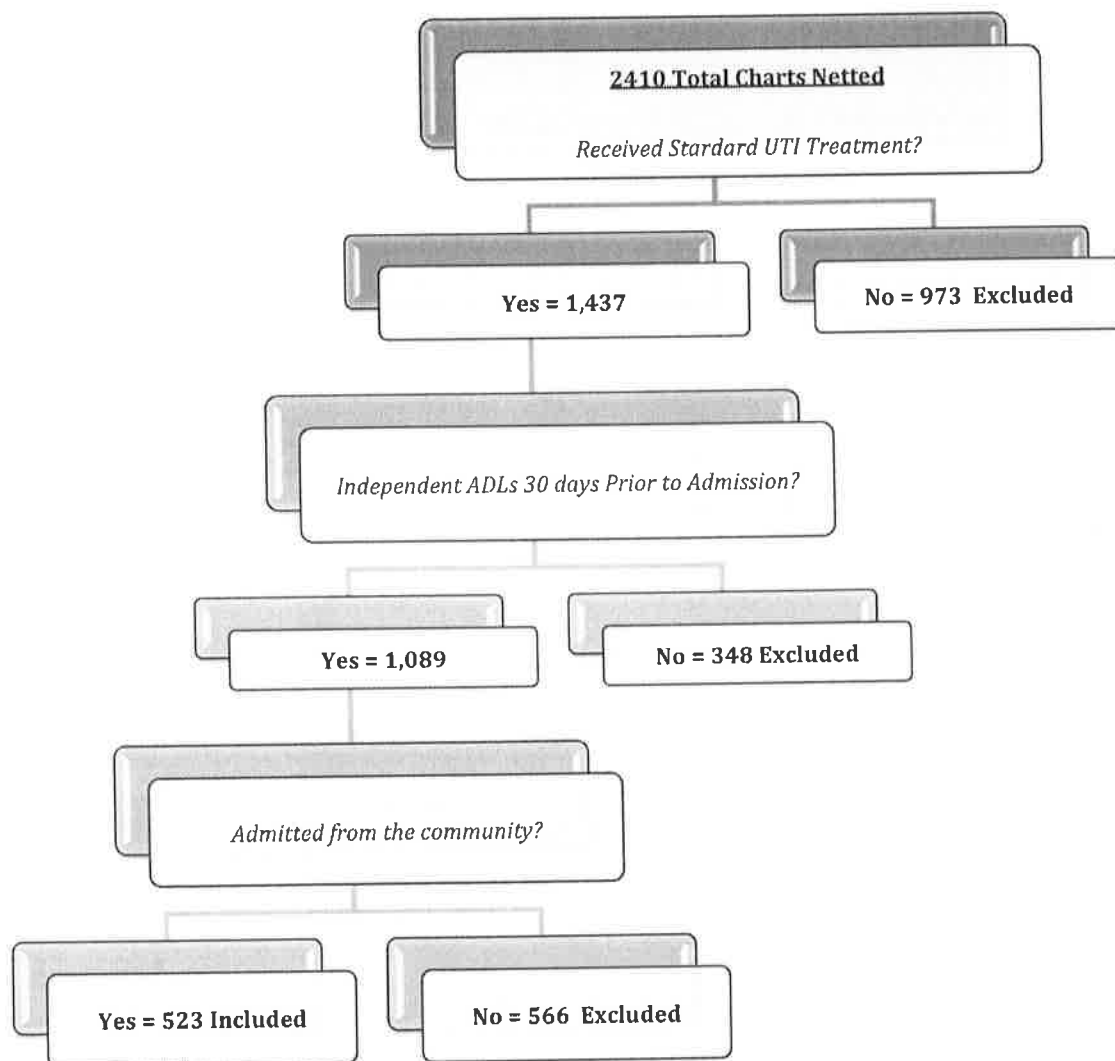 2410 Total Charts Netted
Received Stardard UTI Treatment?
Yes = 1,437
No = 973 Excluded
Independent ADLs 30 days Prior to Admission?
Yes = 1,089
No = 348 Excluded
Admitted from the community?
Yes = 523 Included
No = 566 Excluded